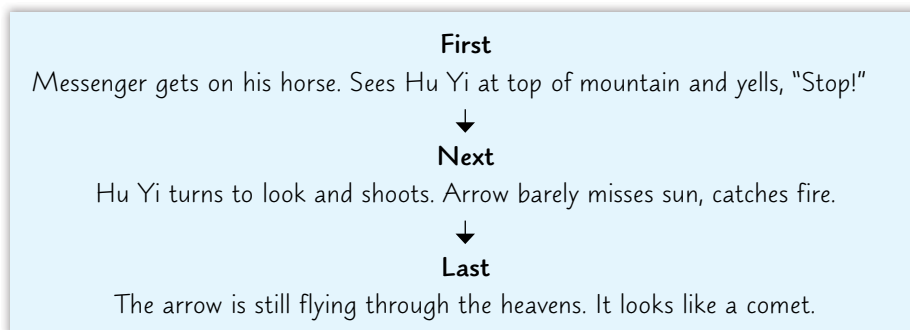 First
Messenger gets on his horse. Sees Hu Yi at top of mountain and yells, “Stop!”
Next
Hu Yi turns to look and shoots. Arrow barely misses sun, catches fire.
Last
The arrow is still flying through the heavens. It looks like a comet.